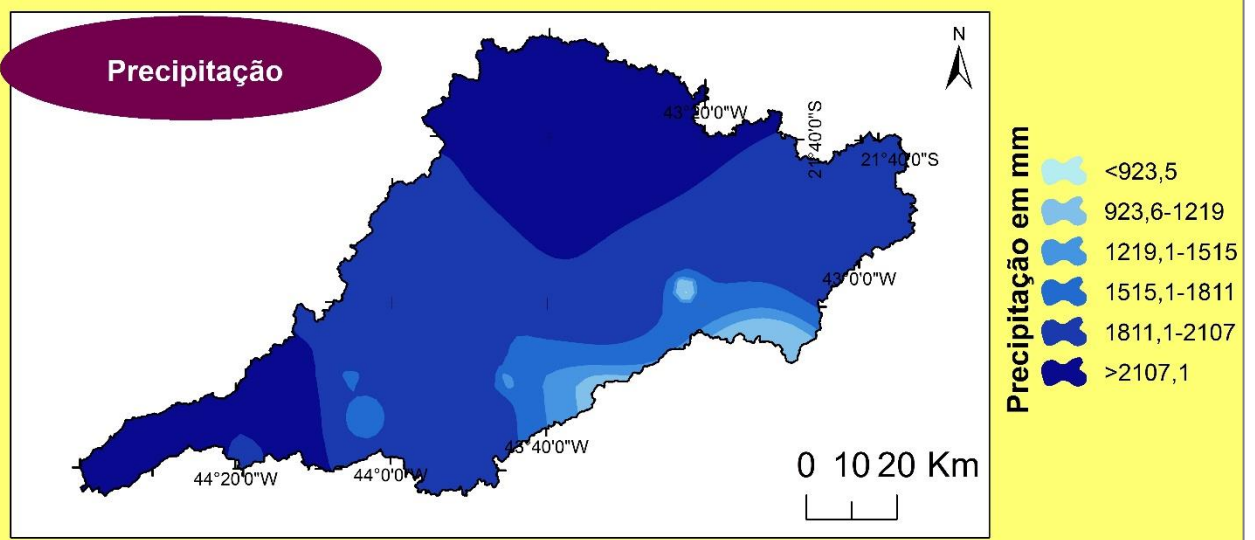 Precipitação
N
43°20'0"W
21°40'0"S
21°40'0"S
43°0'0"W
43°40'0"W
44°0'0"W
44°20'0"W
0 10 20 Km
Precipitação em mm
<923,5
923,6-1219
1219,1-1515
1515,1-1811
1811,1-2107
>2107,1